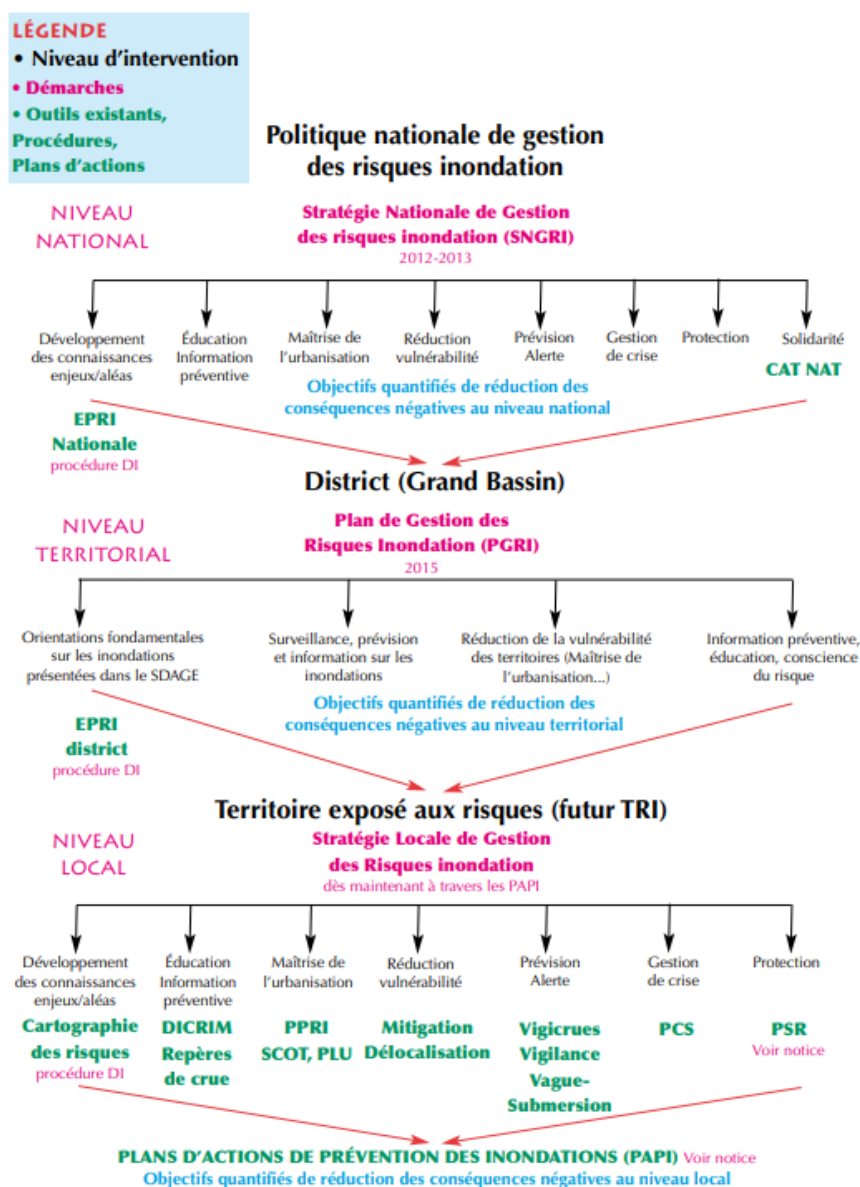 LÉGENDE
• Niveau d'intervention
• Démarches
• Outils existants,
Procédures,
Plans d'actions
Politique nationale de gestion
des risques inondation
NIVEAU
NATIONAL
Stratégie Nationale de Gestion
des risques inondation (SNGRI)
2012-2013
Développement
des connaissances
enjeux/aléas
Éducation
Information
préventive
Maîtrise de
l'urbanisation
Réduction
vulnérabilité
Prévision
Alerte
Gestion
de crise
Protection
Solidarité
CAT NAT
Objectifs quantifiés de réduction des
conséquences négatives au niveau national
EPRI
Nationale
procédure DI
District (Grand Bassin)
NIVEAU
TERRITORIAL
Plan de Gestion des
Risques Inondation (PGRI)
2015
Orientations fondamentales
sur les inondations
présentées dans le SDAGE
Surveillance, prévision
et information sur les
inondations
Réduction de la vulnérabilité
des territoires (Maîtrise de
l'urbanisation...)
Information préventive,
éducation, conscience
du risque
Objectifs quantifiés de réduction des
conséquences négatives au niveau territorial
EPRI
district
procédure DI
Territoire exposé aux risques (futur TRI)
NIVEAU
LOCAL
Stratégie Locale de Gestion
des Risques inondation
dès maintenant à travers les PAPI
Développement
des connaissances
enjeux/aléas
Cartographie
des risques
procédure DI
Éducation
Information
préventive
DICRIM
Repères
de crue
Maîtrise de
l'urbanisation
PPRI
SCOT, PLU
Réduction
vulnérabilité
Mitigation
Délocalisation
Prévision
Alerte
Vigicrues
Vigilance
Vague-
Submersion
Gestion
de crise
PCS
Protection
PSR
Voir notice
PLANS D'ACTIONS DE PRÉVENTION DES INONDATIONS (PAPI) Voir notice
Objectifs quantifiés de réduction des conséquences négatives au niveau local